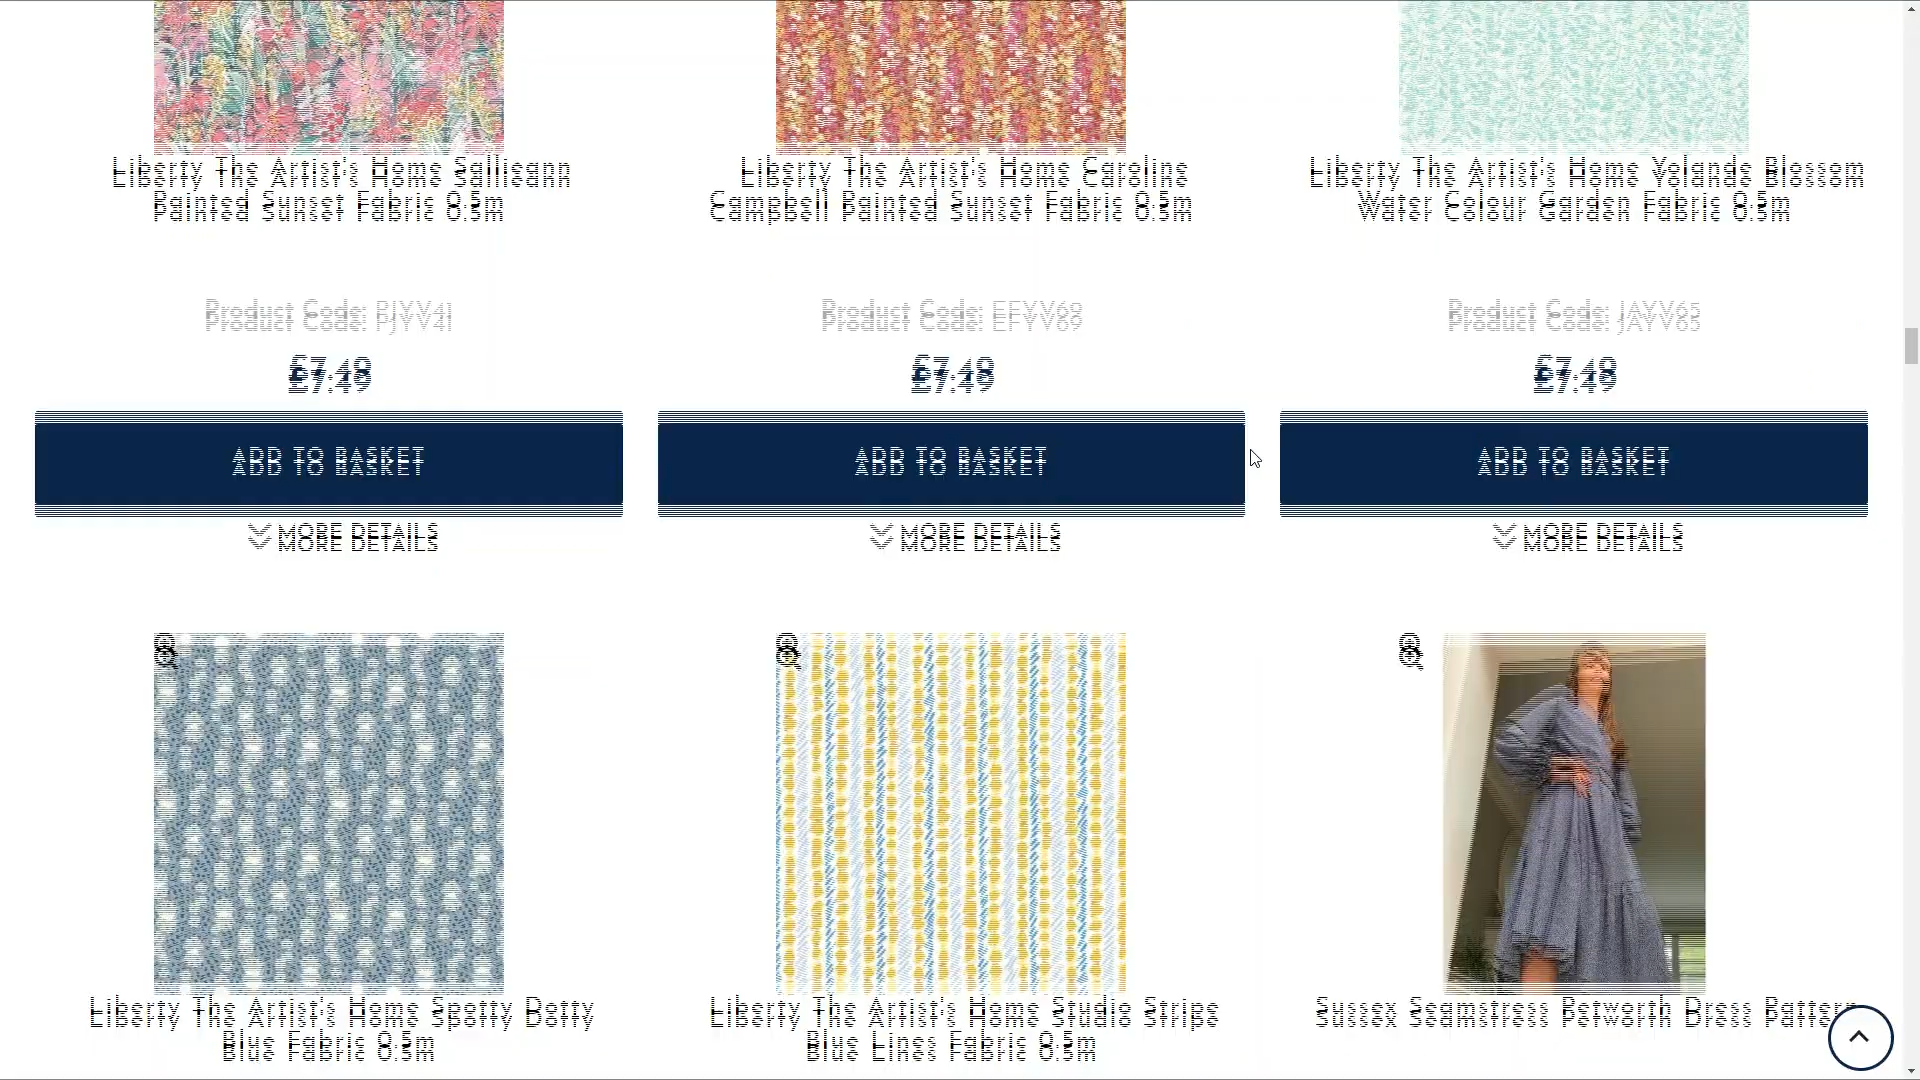 Liberty The Artist's Home
Painted Sunset Fabric 0.5m
Product Code:
£7.49
ADD TO BASKET
MORE DETAILS
Liberty The Artist's Home Caroline
Campbell Painted Sunset Fabric 0.5m
Product Code:
£7.49
ADD TO BASKET
MORE DETAILS
Liberty The Artist's Home Yolande Blossom
Water Colour Garden Fabric 0.5m
Product Code:
£7.49
ADD TO BASKET
MORE DETAILS
Liberty The Artist's Home Spotty Dotty
Blue Fabric 0.5m
Liberty The Artist's Home Studio Stripe
Blue Lines Fabric 0.5m
Sussex Seamstress Petworth Dress Pattern